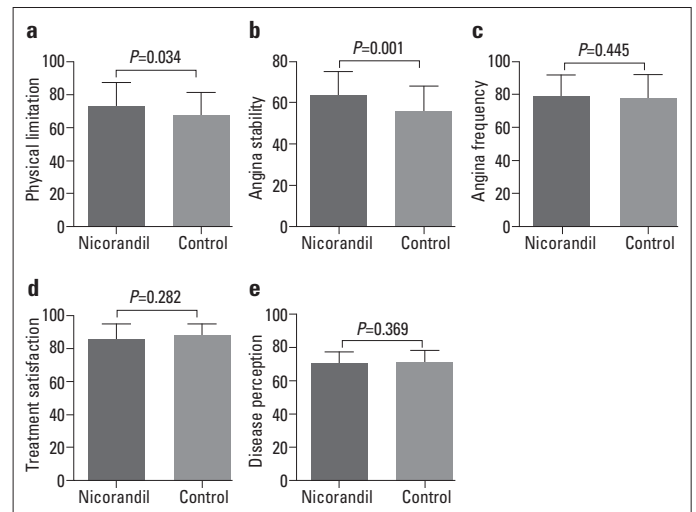 a
P=0.034
Physical limitation
100
80
60
40
20
0
Nicorandil Control
b
P=0.001
Angina stability
80
60
40
20
0
Nicorandil Control
c
P=0.445
Angina frequency
100
80
60
40
20
0
Nicorandil Control
d
P=0.282
Treatment satisfaction
100
80
60
40
20
0
Nicorandil Control
e
P=0.369
Disease perception
100
80
60
40
20
0
Nicorandil Control